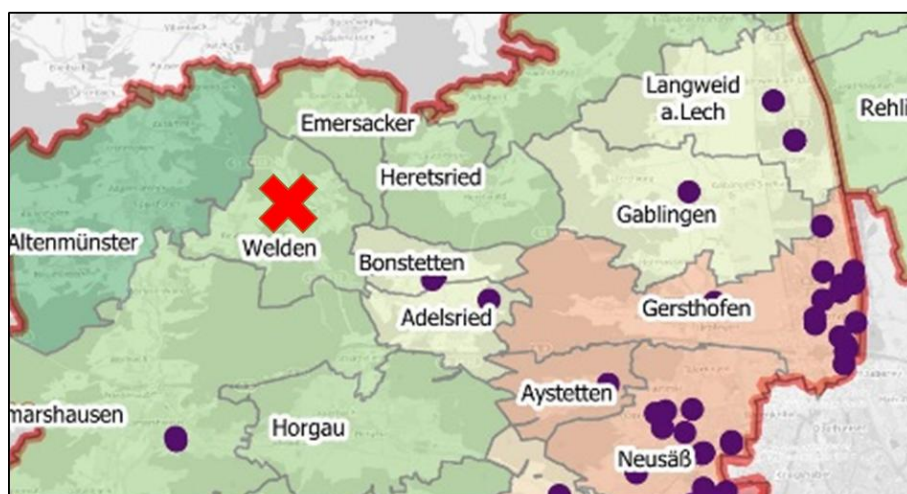 Langweid
a.Lech
Rehli
Emersacker
Heretsried
Gablingen
Altenmünster
Welden
Bonstetten
Gersthofen
Adelsried
Aystetten
marshausen
Horgau
Neusäß